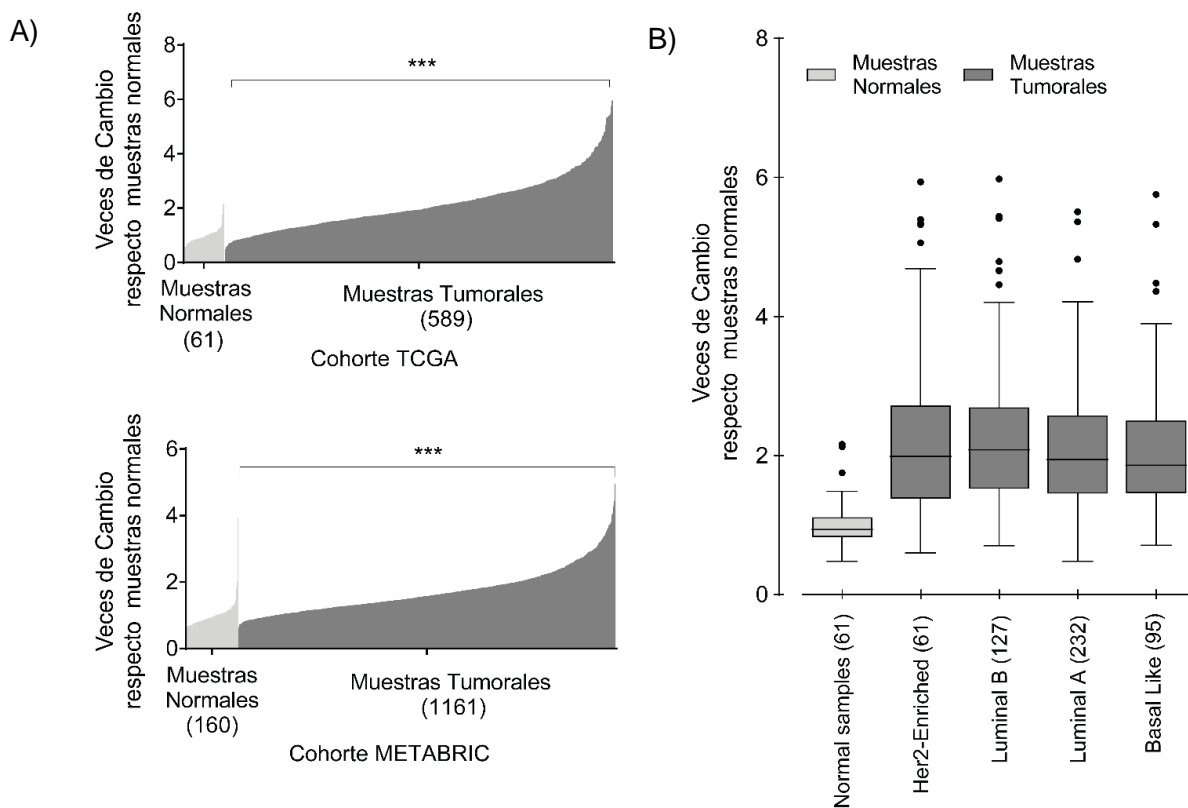 A)
Veces de Cambio
respecto muestras normales
8
6
4
2
0
***
Muestras
Normales
(61)
Muestras Tumorales
(589)
Cohorte TCGA
Veces de Cambio
respecto muestras normales
6
4
2
0
***
Muestras
Normales
(160)
Muestras Tumorales
(1161)
Cohorte METABRIC
B)
Veces de Cambio
respecto muestras normales
8
6
4
2
0
Muestras
Normales
Muestras
Tumorales
Normal samples (61)
Her2-Enriched (61)
Luminal B (127)
Luminal A (232)
Basal Like (95)